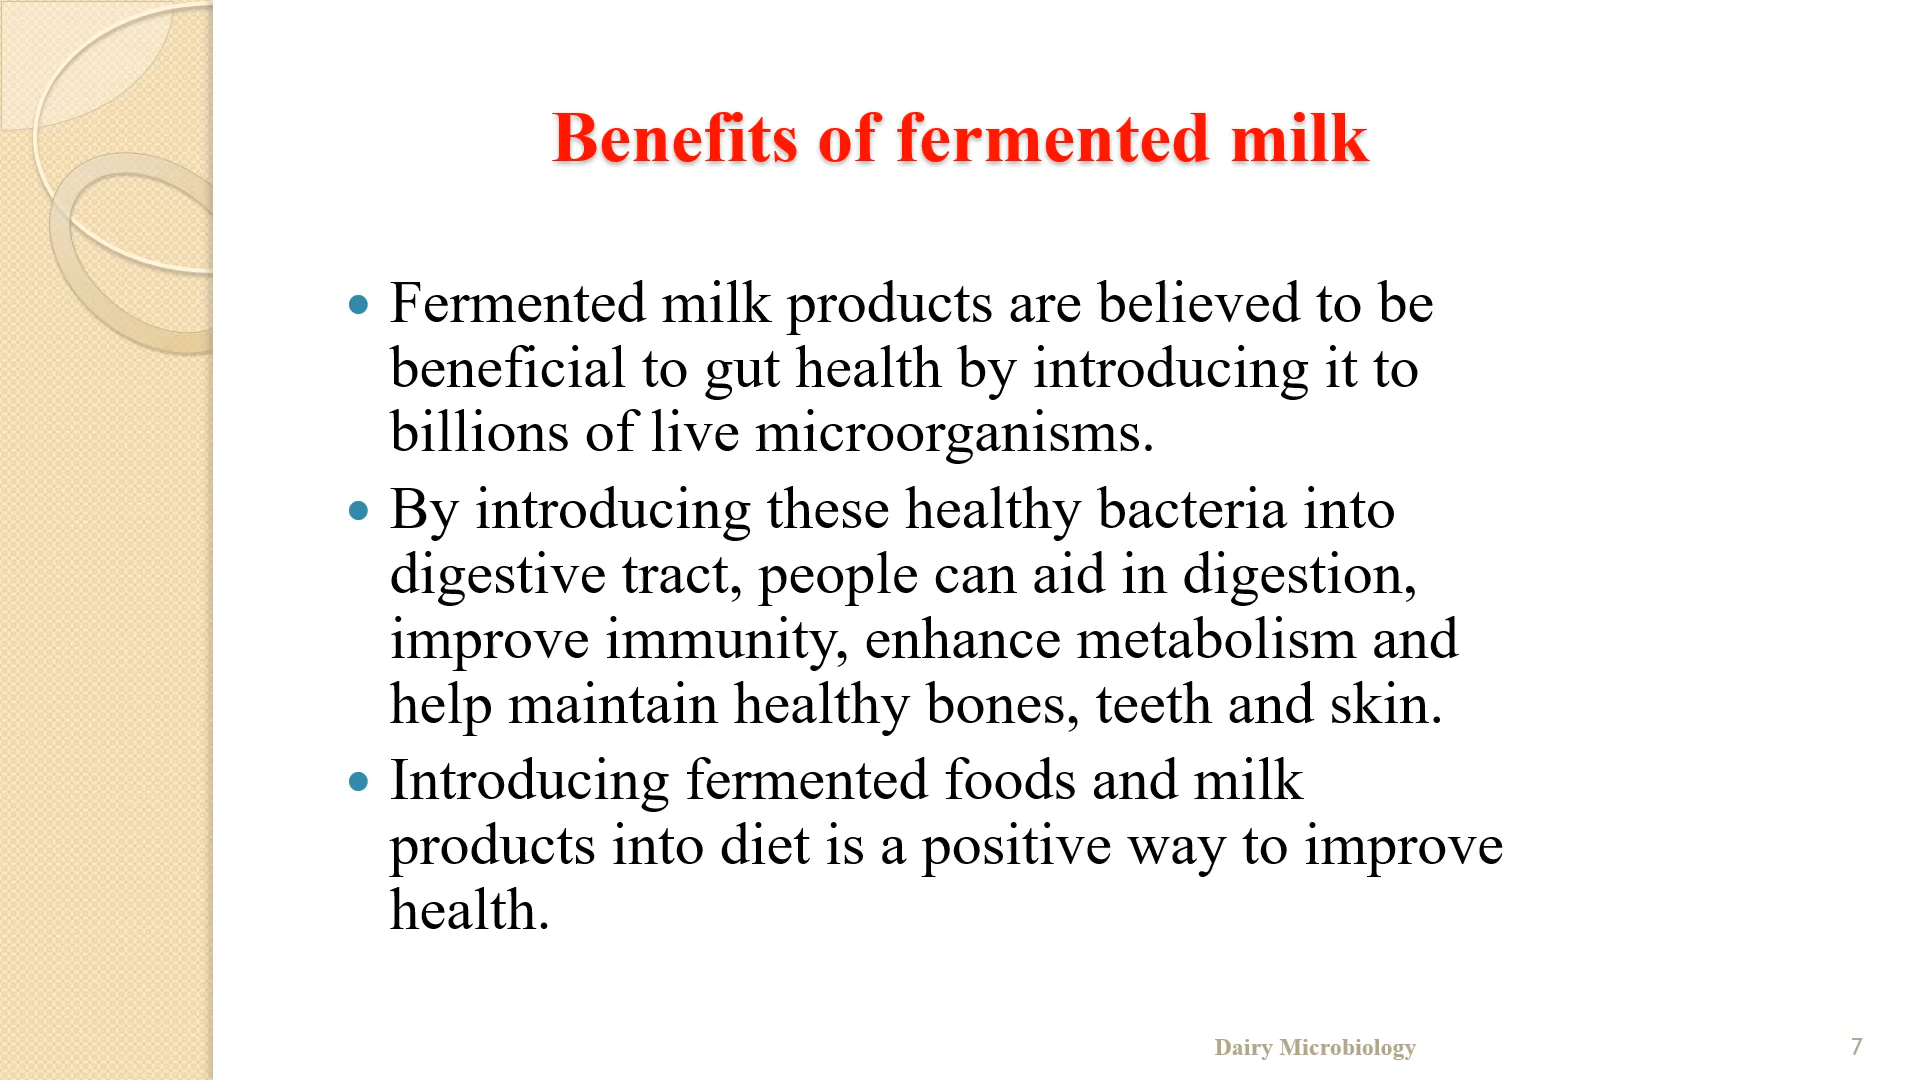 Benefits of fermented milk
• Fermented milk products are believed to be
beneficial to gut health by introducing it to
billions of live microorganisms.
• By introducing these healthy bacteria into
digestive tract, people can aid in digestion,
improve immunity, enhance metabolism and
help maintain healthy bones, teeth and skin.
• Introducing fermented foods and milk
products into diet is a positive way to improve
health.
Dairy Microbiology
7